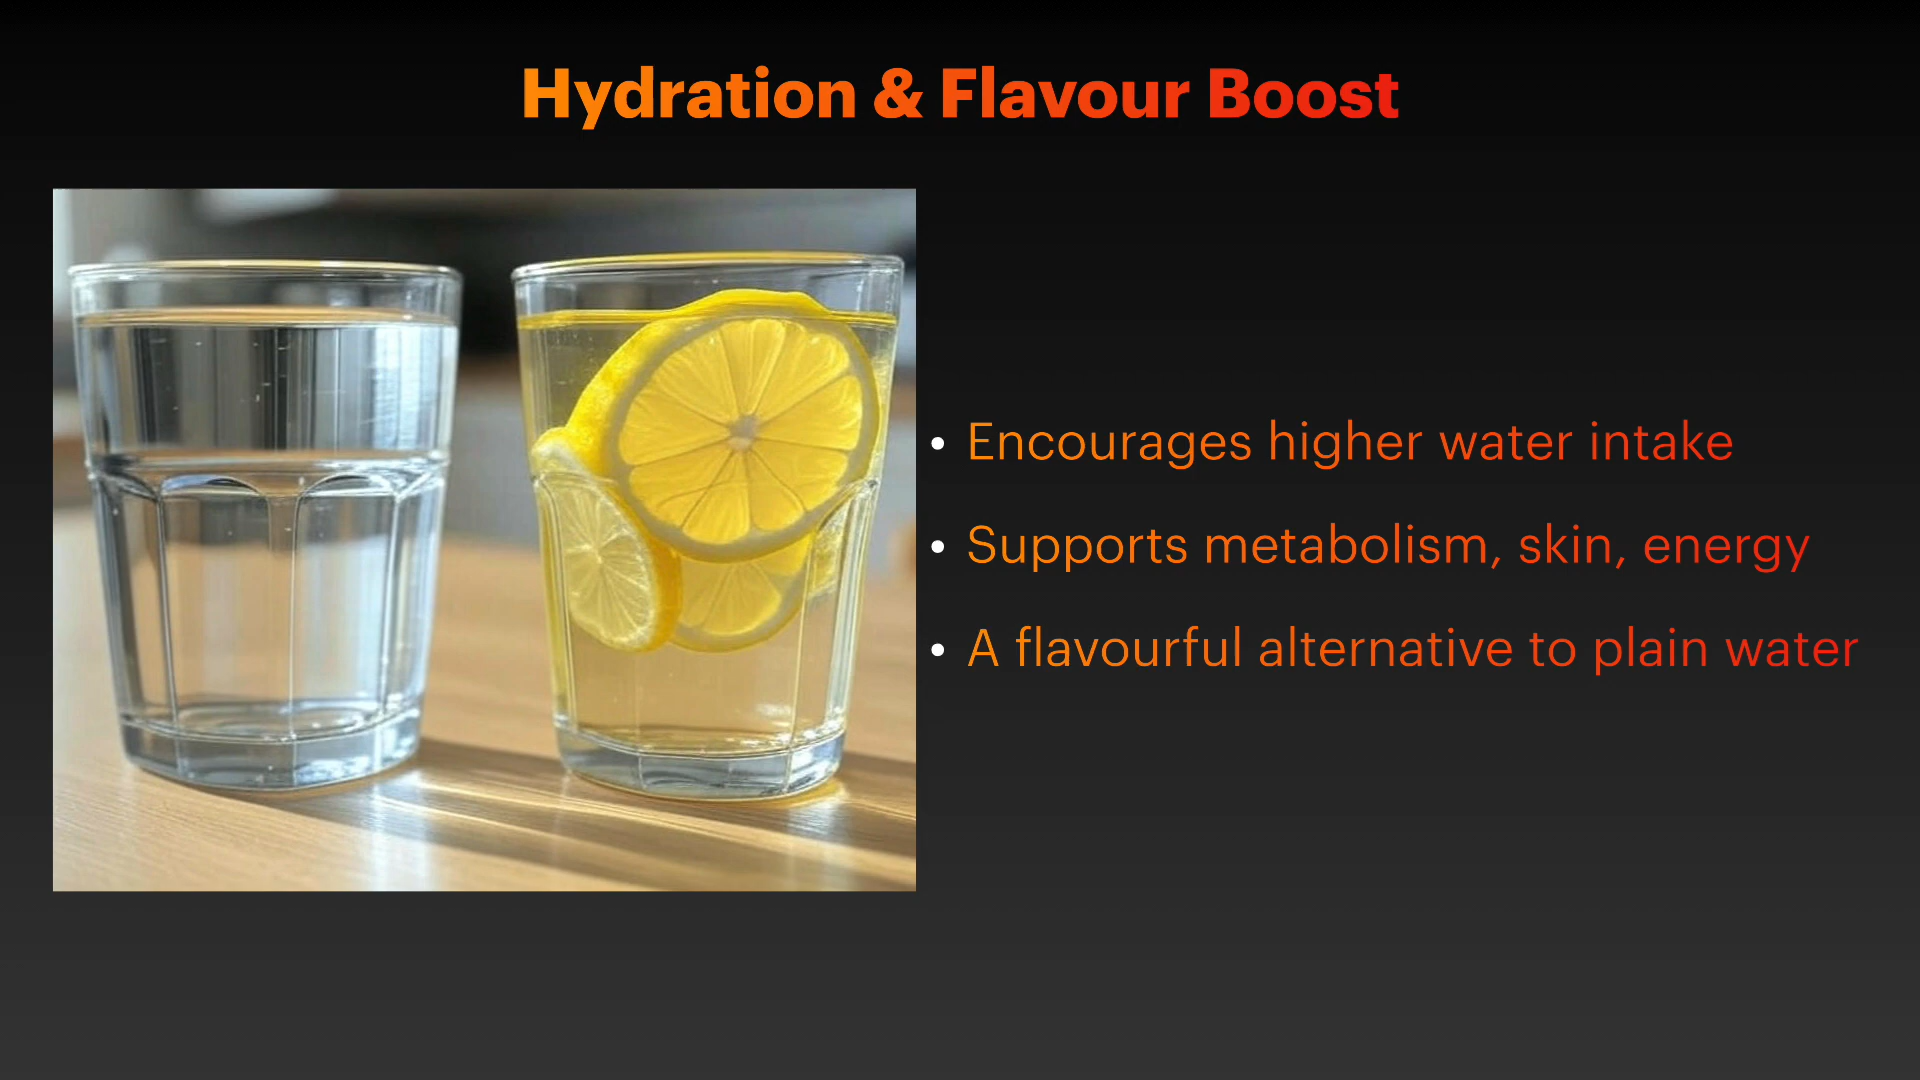 Hydration & Flavour Boost
• Encourages higher water intake
• Supports metabolism, skin, energy
• A flavourful alternative to plain water